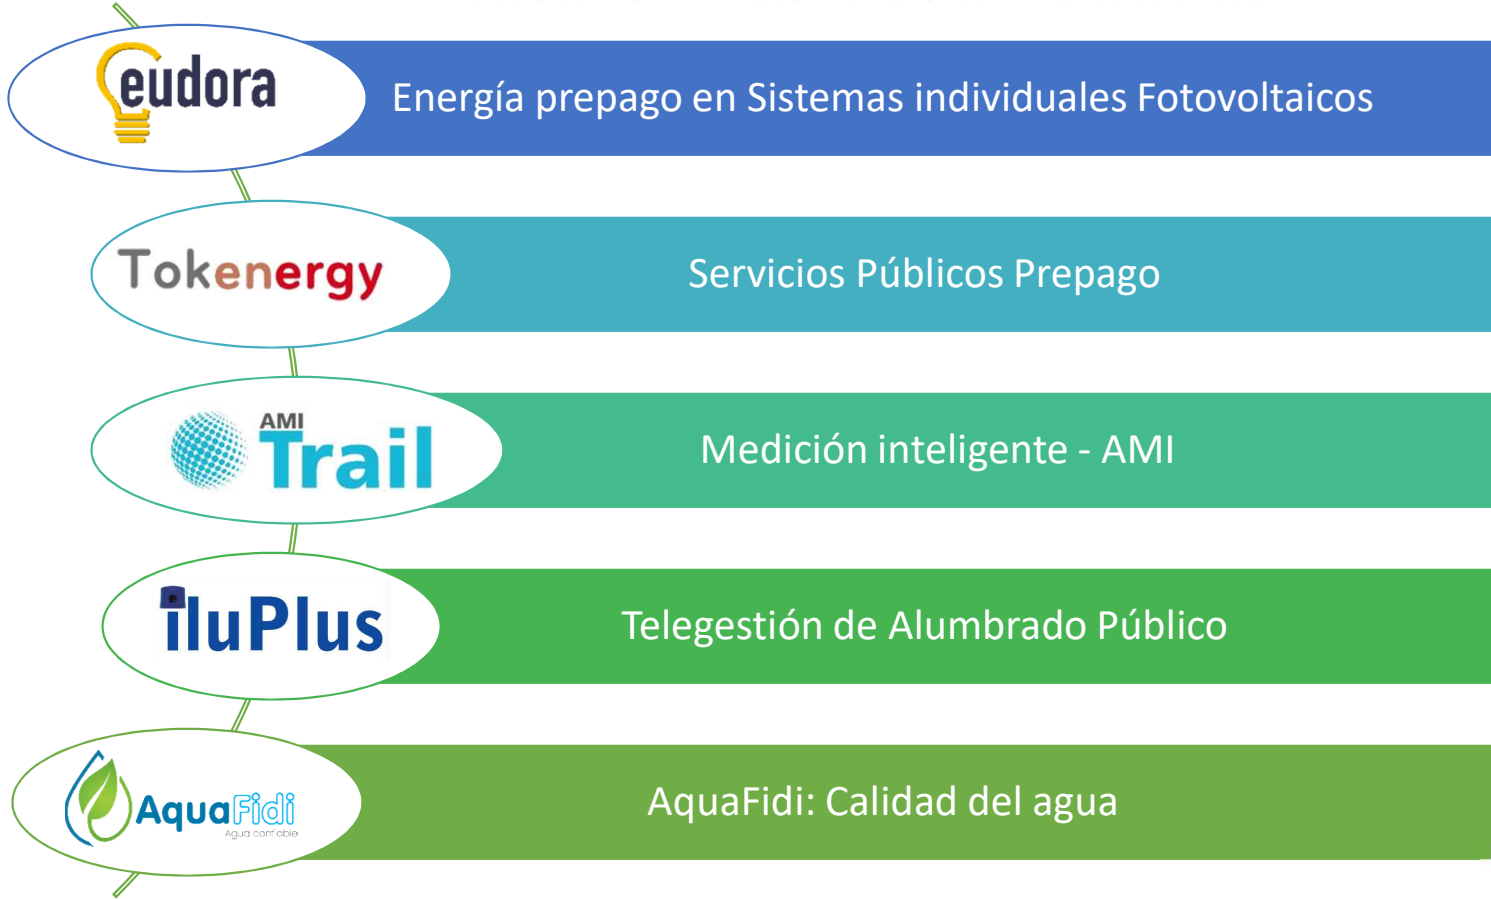 eudora
Energía prepago en Sistemas individuales Fotovoltaicos
Tokenergy
Servicios Públicos Prepago
AMI
Trail
Medición inteligente - AMI
iluPlus
Telegestión de Alumbrado Público
AquaFidi
Agua confiable
AquaFidi: Calidad del agua